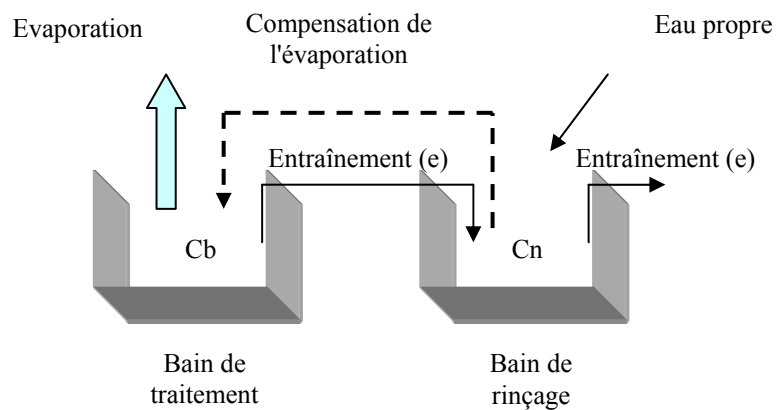 Evaporation
Compensation de
l'évaporation
Eau propre
Entraînement (e)
Entraînement (e)
Cb
Cn
Bain de
traitement
Bain de
rinçage